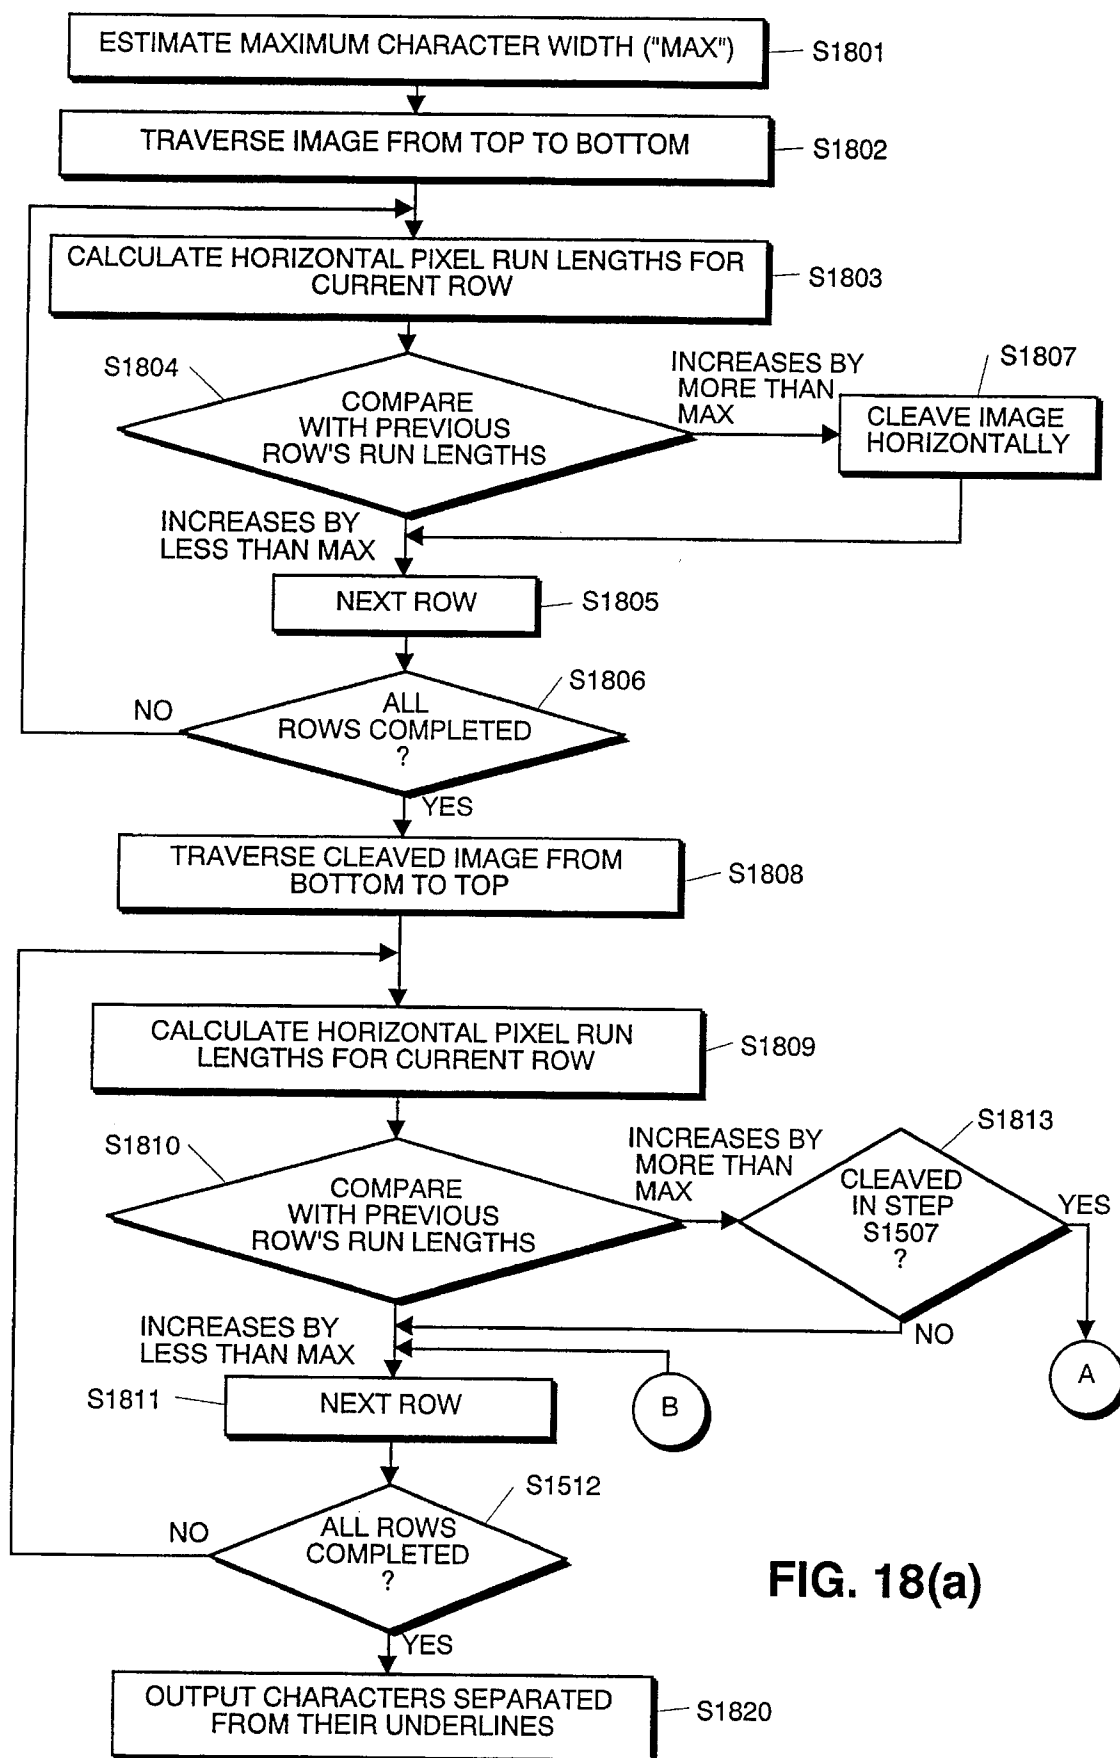 ESTIMATE MAXIMUM CHARACTER WIDTH ("MAX")
S1801
TRAVERSE IMAGE FROM TOP TO BOTTOM
S1802
CALCULATE HORIZONTAL PIXEL RUN LENGTHS FOR
CURRENT ROW
S1803
S1804
COMPARE
WITH PREVIOUS
ROW'S RUN LENGTHS
INCREASES BY
MORE THAN
MAX
S1807
CLEAVE IMAGE
HORIZONTALLY
INCREASES BY
LESS THAN MAX
NEXT ROW
S1805
S1806
ALL
ROWS COMPLETED
?
NO
YES
TRAVERSE CLEAVED IMAGE FROM
BOTTOM TO TOP
S1808
CALCULATE HORIZONTAL PIXEL RUN
LENGTHS FOR CURRENT ROW
S1809
S1810
COMPARE
WITH PREVIOUS
ROW'S RUN LENGTHS
INCREASES BY
MORE THAN
MAX
S1813
CLEAVED
IN STEP
S1507
?
YES
NO
A
INCREASES BY
LESS THAN MAX
B
S1811
NEXT ROW
S1512
ALL ROWS
COMPLETED
?
NO
YES
FIG. 18(a)
OUTPUT CHARACTERS SEPARATED
FROM THEIR UNDERLINES
S1820